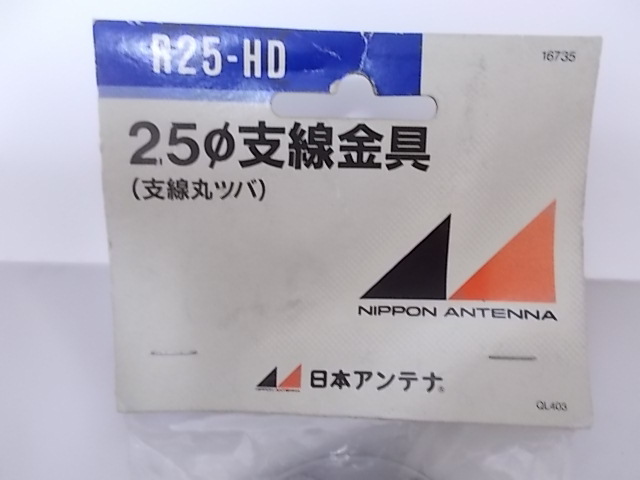 R25-HD
16735
25φ支線金具
(支線丸ツバ)
NIPPON ANTENNA
日本アンテナ®
QL403